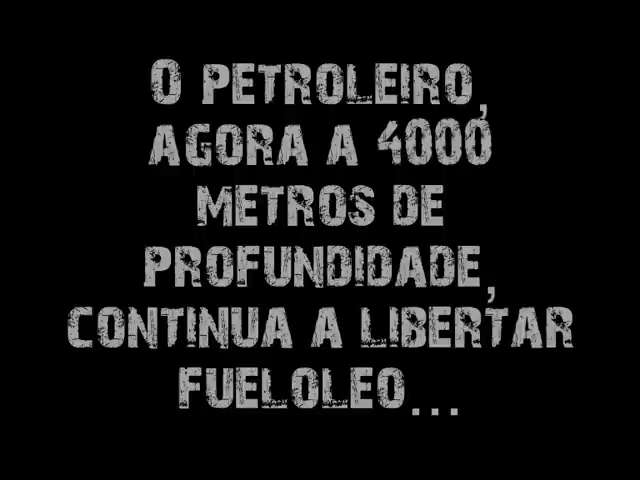 O PETROLEIRO,
AGORA A 4000
METROS DE
PROFUNDIDADE,
CONTINUA A LIBERTAR
FUELOLEO...